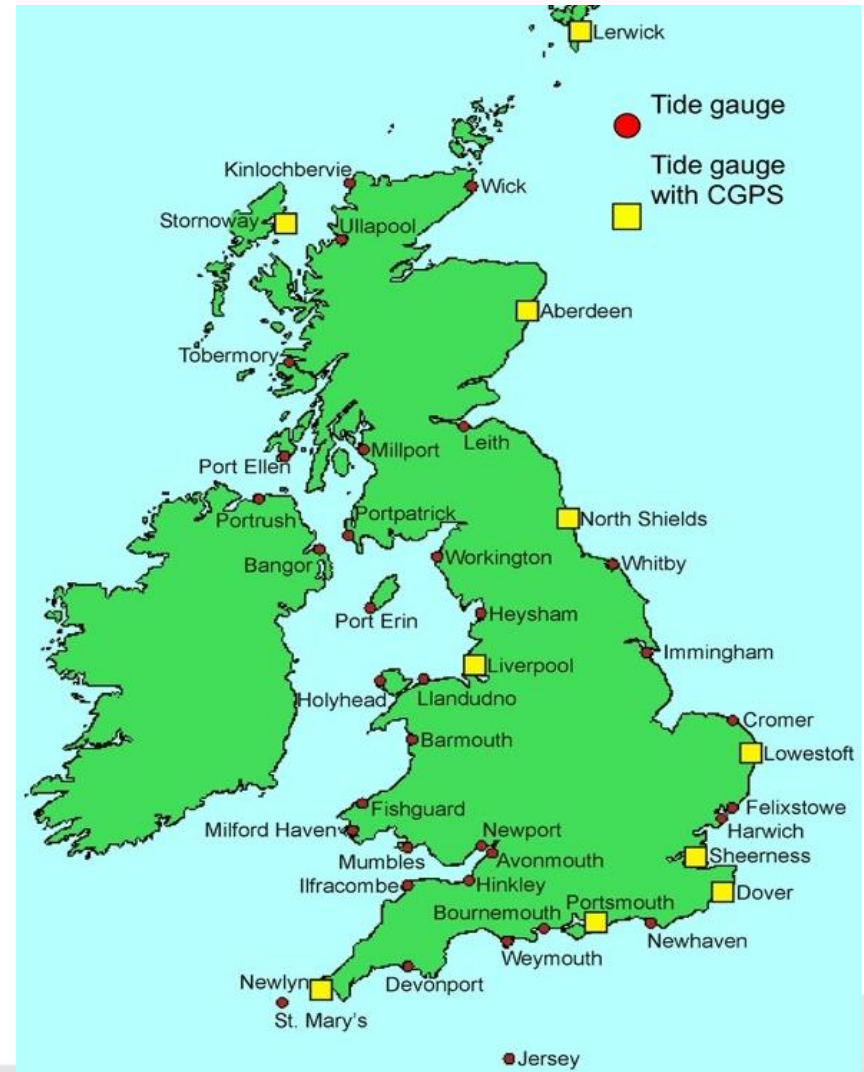 Lerwick
Tide gauge
Tide gauge
with CGPS
Kinlochbervie
Wick
Stornoway
Ullapool
Aberdeen
Tobermory
Leith
Millport
Port Ellen
Portrush
Portpatrick
North Shields
Bangor
Workington
Whitby
Port Erin
Heysham
Immingham
Liverpool
Holyhead
Llandudno
Cromer
Barmouth
Lowestoft
Fishguard
Felixstowe
Milford Haven
Harwich
Newport
Mumbles
Avonmouth
Sheerness
Ilfracombe
Hinkley
Dover
Portsmouth
Bournemouth
Newhaven
Weymouth
Newlyn
Devonport
St. Mary's
Jersey